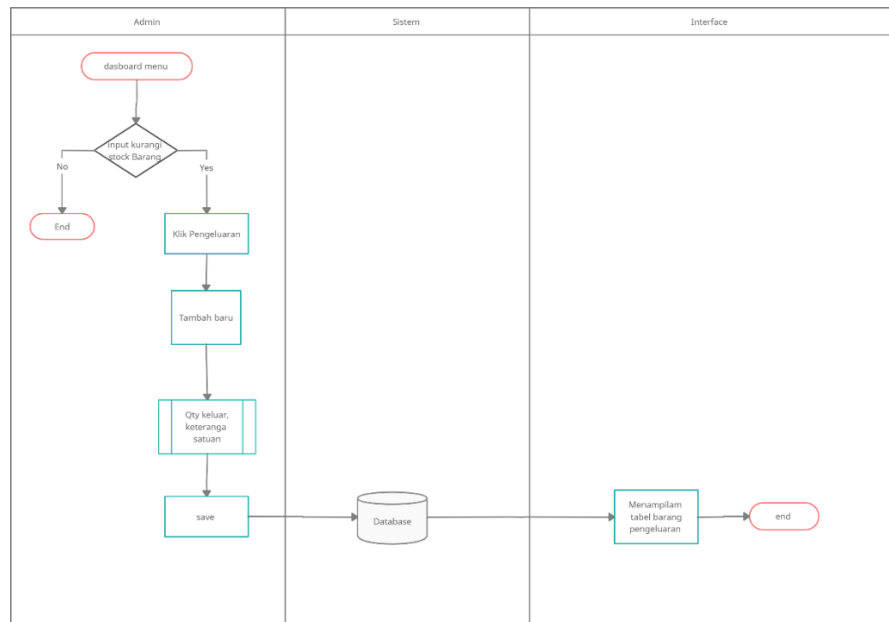 Admin
Sistem
Interface
dasboard menu
input kurangi
stock Barang
No
Yes
End
Klik Pengeluaran
Tambah baru
Qty keluar,
keteranga
satuan
save
Database
Menampilam
tabel barang
pengeluaran
end